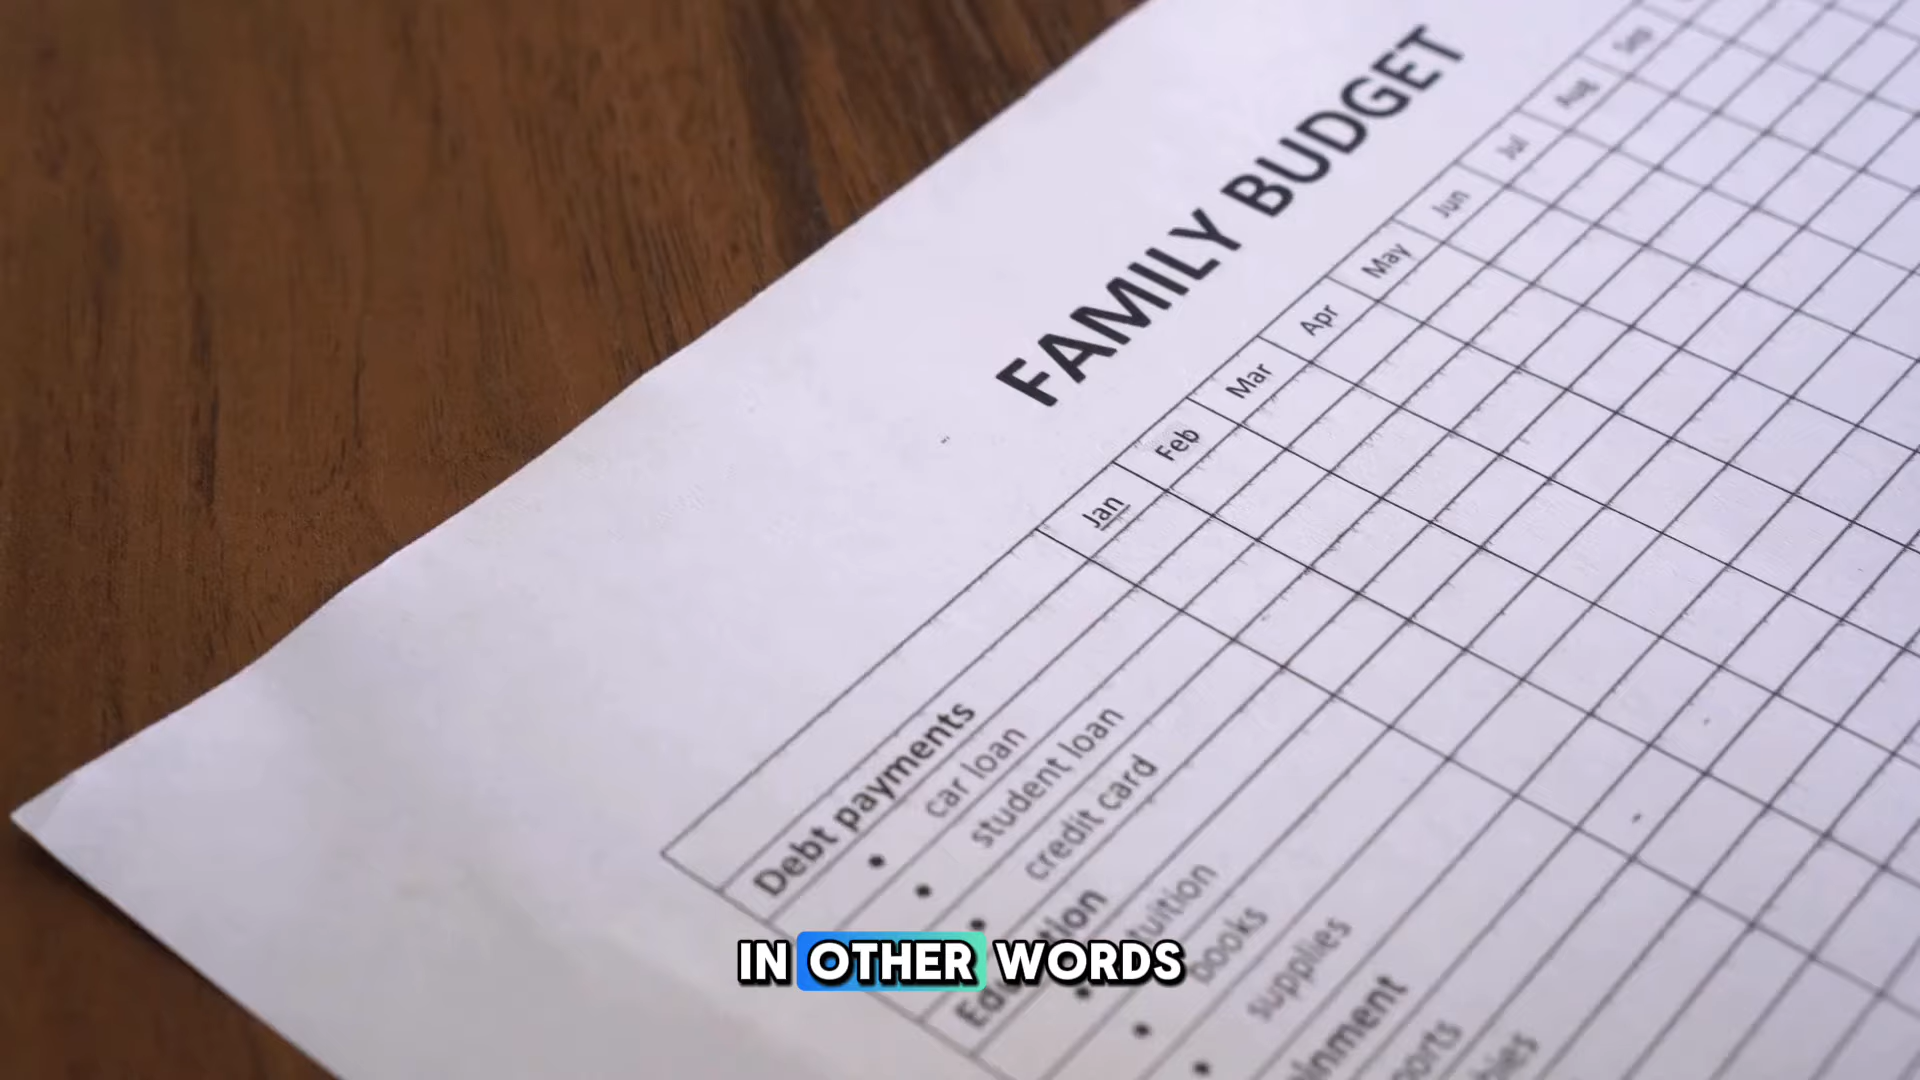 FAMILY BUDGET
Jan Feb Mar Apr May Jun Jul Aug Sep
Debt payments
• car loan
• student loan
• credit card
• tuition
• books
• supplies
IN OTHER WORDS